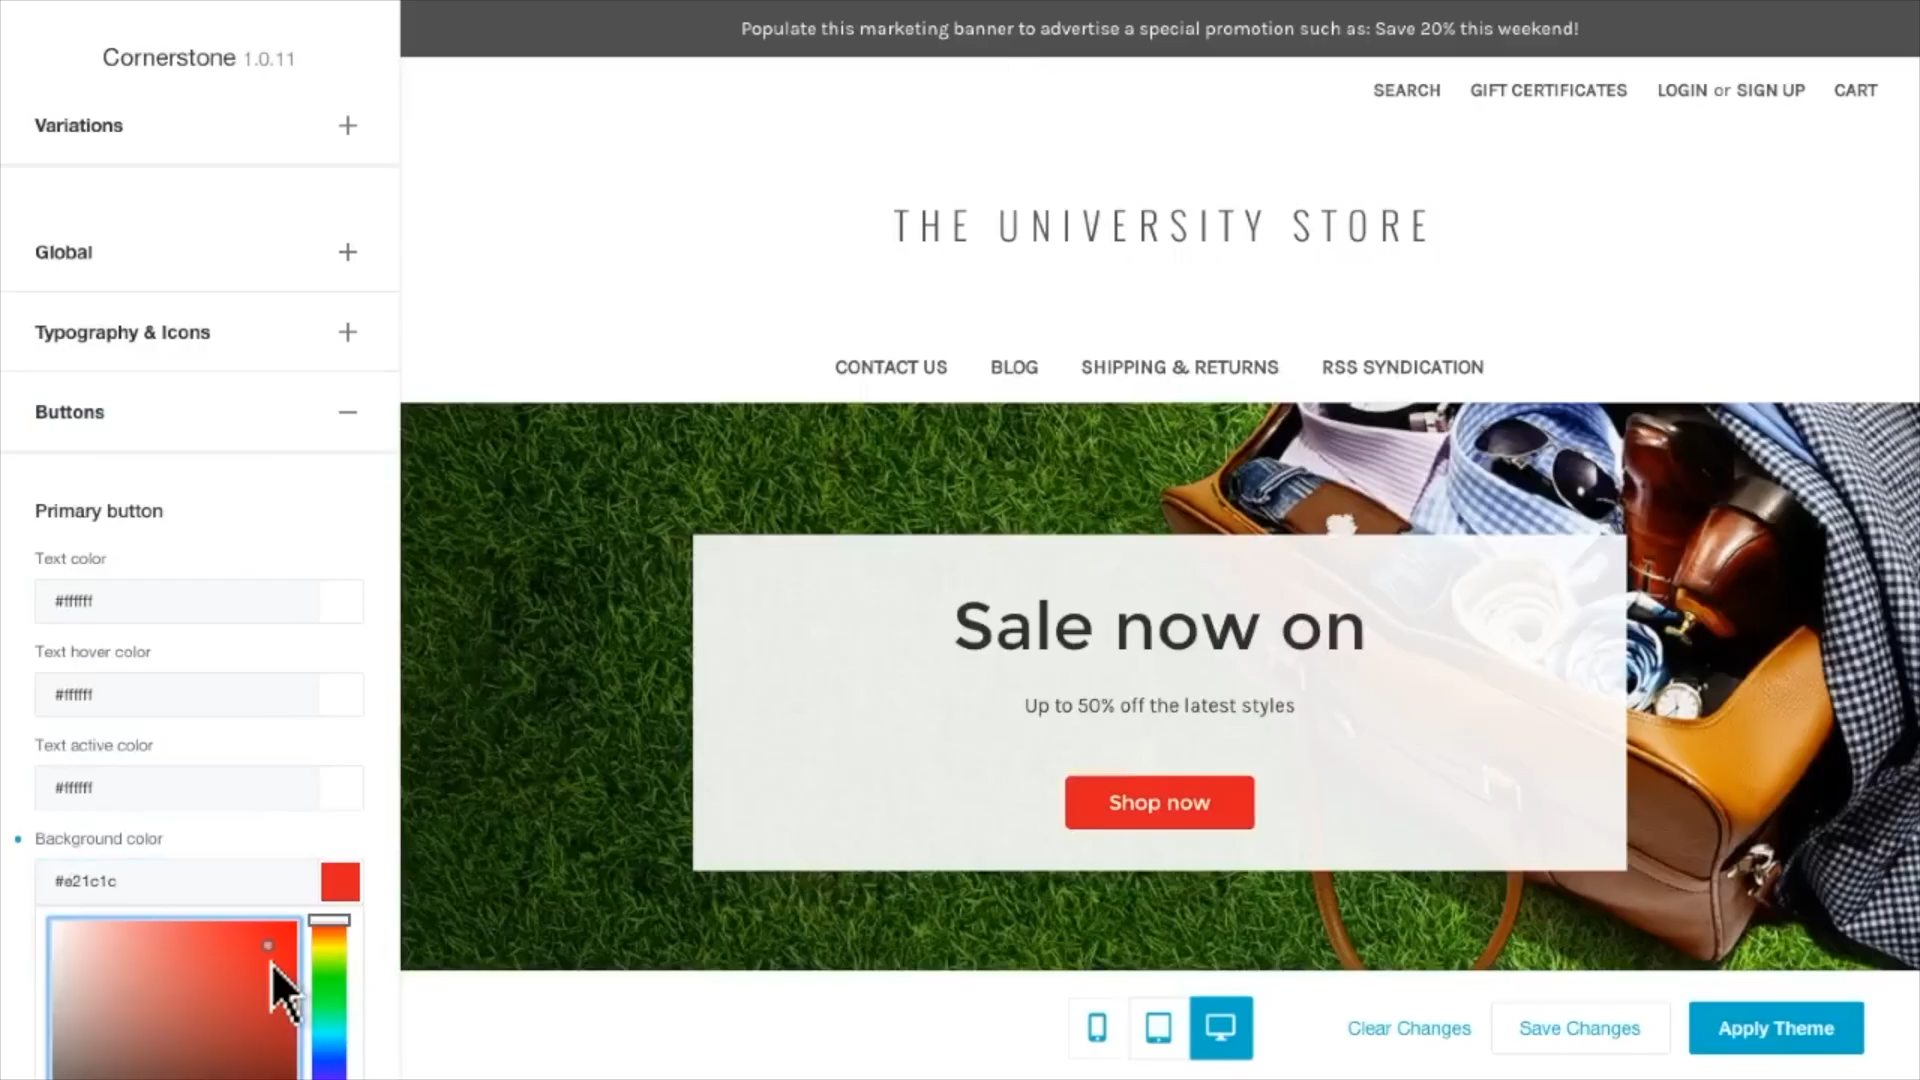 Populate this marketing banner to advertise a special promotion such as: Save 20% this weekend!
Cornerstone 1.0.11
SEARCH GIFT CERTIFICATES LOGIN or SIGN UP CART
Variations
THE UNIVERSITY STORE
Global
Typography & Icons
CONTACT US BLOG SHIPPING & RETURNS RSS SYNDICATION
Buttons
Primary button
Text color
#ffffff
Text hover color
#ffffff
Text active color
#ffffff
Background color
#e21c1c
Sale now on
Up to 50% off the latest styles
Shop now
Clear Changes Save Changes Apply Theme